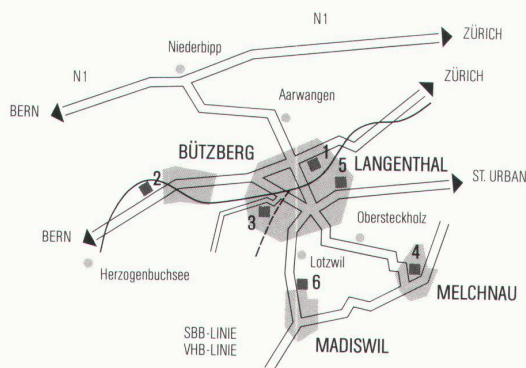 N1
ZÜRICH
Niederbipp
N1
ZÜRICH
BERN
Aarwangen
BÜTZBERG
1
LANGENTHAL
5
2
ST. URBAN
3
Obersteckholz
BERN
Herzogenbuchsee
Lotzwil
4
6
MELCHNAU
SBB-LINIE
VHB-LINIE
MADISWIL